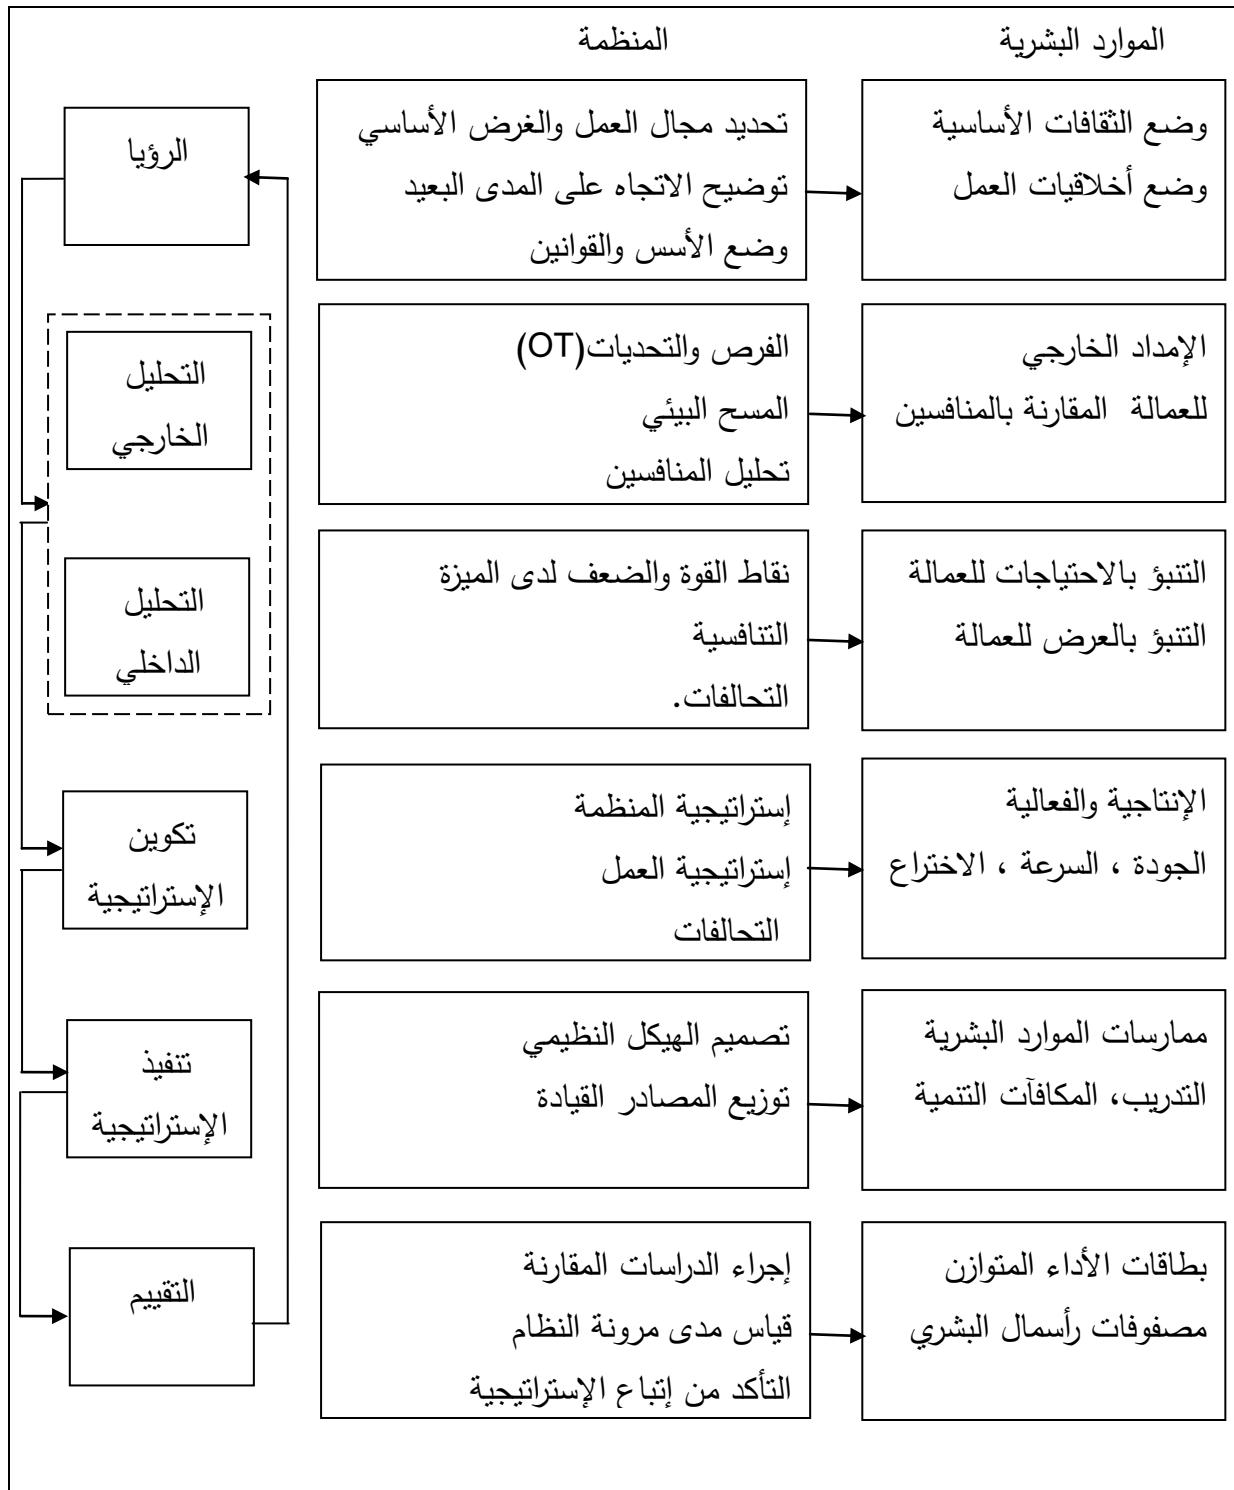 الموارد البشرية
المنظمة
وضع الثقافات الأساسية
وضع أخلاقيات العمل
تحديد مجال العمل والغرض الأساسي
توضيح الاتجاه على المدى البعيد
وضع الأسس والقوانين
الرؤيا
الإمداد الخارجي
للعمالة المقارنة بالمنافسين
الفرص والتحديات(OT)
المسح البيئي
تحليل المنافسين
التحليل
الخارجي
التنبؤ بالاحتياجات للعمالة
التنبؤ بالعرض للعمالة
نقاط القوة والضعف لدى الميزة
التنافسية
التحالفات.
التحليل
الداخلي
الإنتاجية والفعالية
الجودة ، السرعة ، الاختراع
إستراتيجية المنظمة
إستراتيجية العمل
التحالفات
تكوين
الإستراتيجية
ممارسات الموارد البشرية
التدريب، المكافآت التنمية
تصميم الهيكل النظيمي
توزيع المصادر القيادة
تنفيذ
الإستراتيجية
بطاقات الأداء المتوازن
مصفوفات رأسمال البشري
إجراء الدراسات المقارنة
قياس مدى مرونة النظام
التأكد من إتباع الإستراتيجية
التقييم